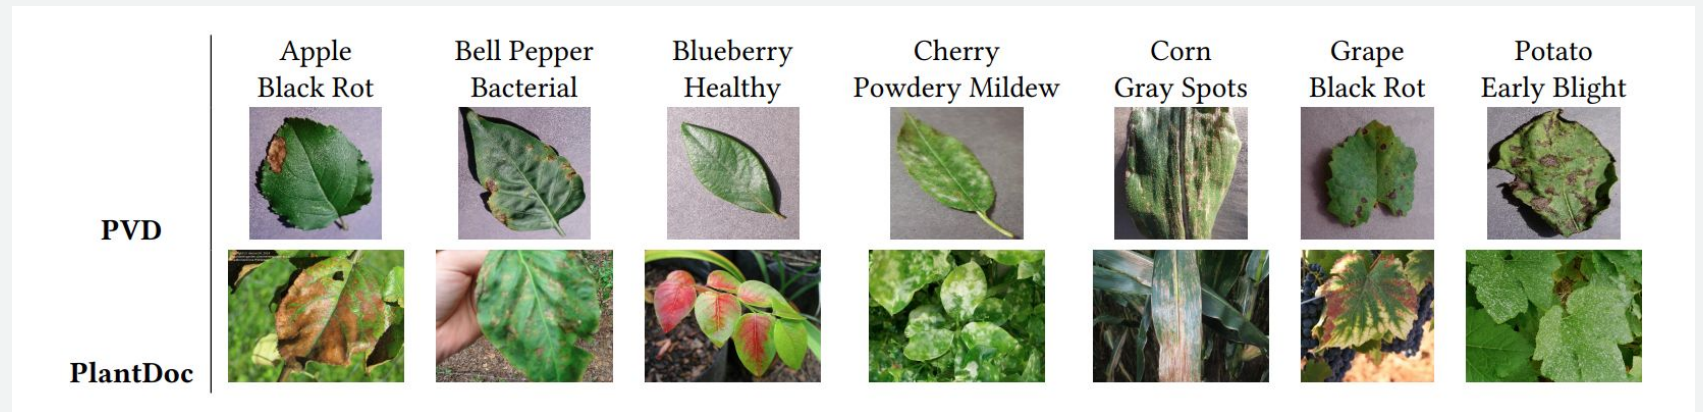 Apple
Black Rot
Bell Pepper
Bacterial
Blueberry
Healthy
Cherry
Powdery Mildew
Corn
Gray Spots
Grape
Black Rot
Potato
Early Blight
PVD
PlantDoc